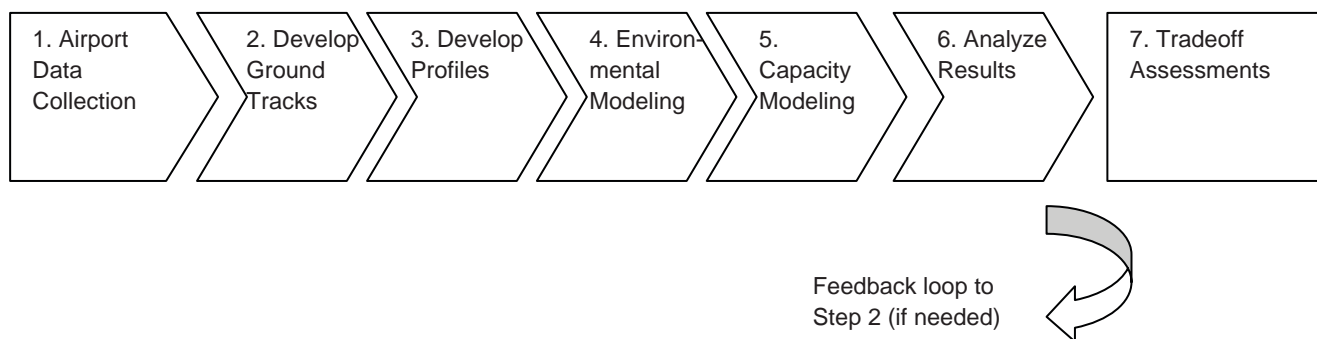 1. Airport
Data
Collection
2. Develop
Ground
Tracks
3. Develop
Profiles
4. Environ-
mental
Modeling
5.
Capacity
Modeling
6. Analyze
Results
7. Tradeoff
Assessments
Feedback loop to
Step 2 (if needed)